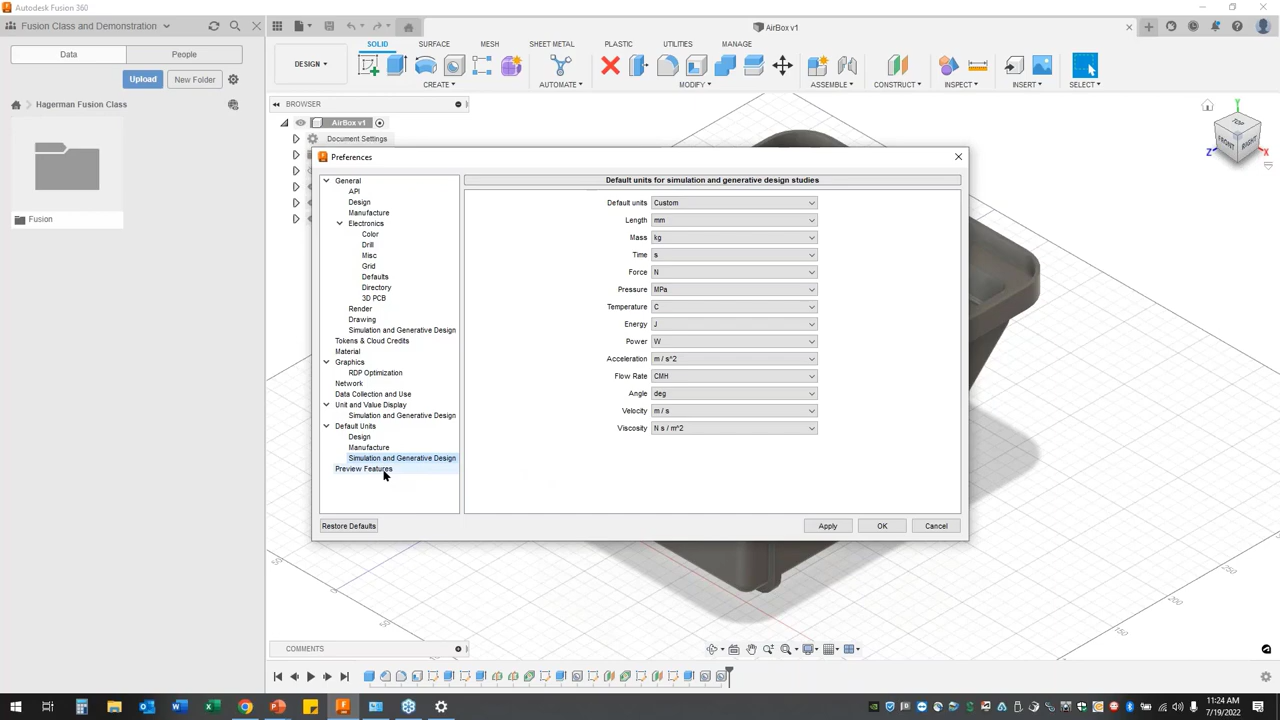 Autodesk Fusion 360
Fusion Class and Demonstration
AirBox v1
Data
People
Upload
New Folder
Hagerman Fusion Class
Fusion
DESIGN
SOLID
SURFACE
MESH
SHEET METAL
PLASTIC
UTILITIES
MANAGE
CREATE
AUTOMATE
MODIFY
ASSEMBLE
CONSTRUCT
INSPECT
INSERT
SELECT
BROWSER
AirBox v1
Document Settings
TOP
FRONT
RIGHT
Y
Z
X
Preferences
General
API
Design
Manufacture
Electronics
Color
Drill
Misc
Grid
Defaults
Directory
3D PCB
Render
Drawing
Simulation and Generative Design
Tokens & Cloud Credits
Material
Graphics
RDP Optimization
Network
Data Collection and Use
Unit and Value Display
Simulation and Generative Design
Default Units
Design
Manufacture
Simulation and Generative Design
Preview Features
Default units for simulation and generative design studies
Default units Custom
Length mm
Mass kg
Time s
Force N
Pressure MPa
Temperature C
Energy J
Power W
Acceleration m / s^2
Flow Rate CMH
Angle deg
Velocity m / s
Viscosity N s / m^2
Restore Defaults
Apply
OK
Cancel
250
200
150
COMMENTS
11:24 AM
7/19/2022